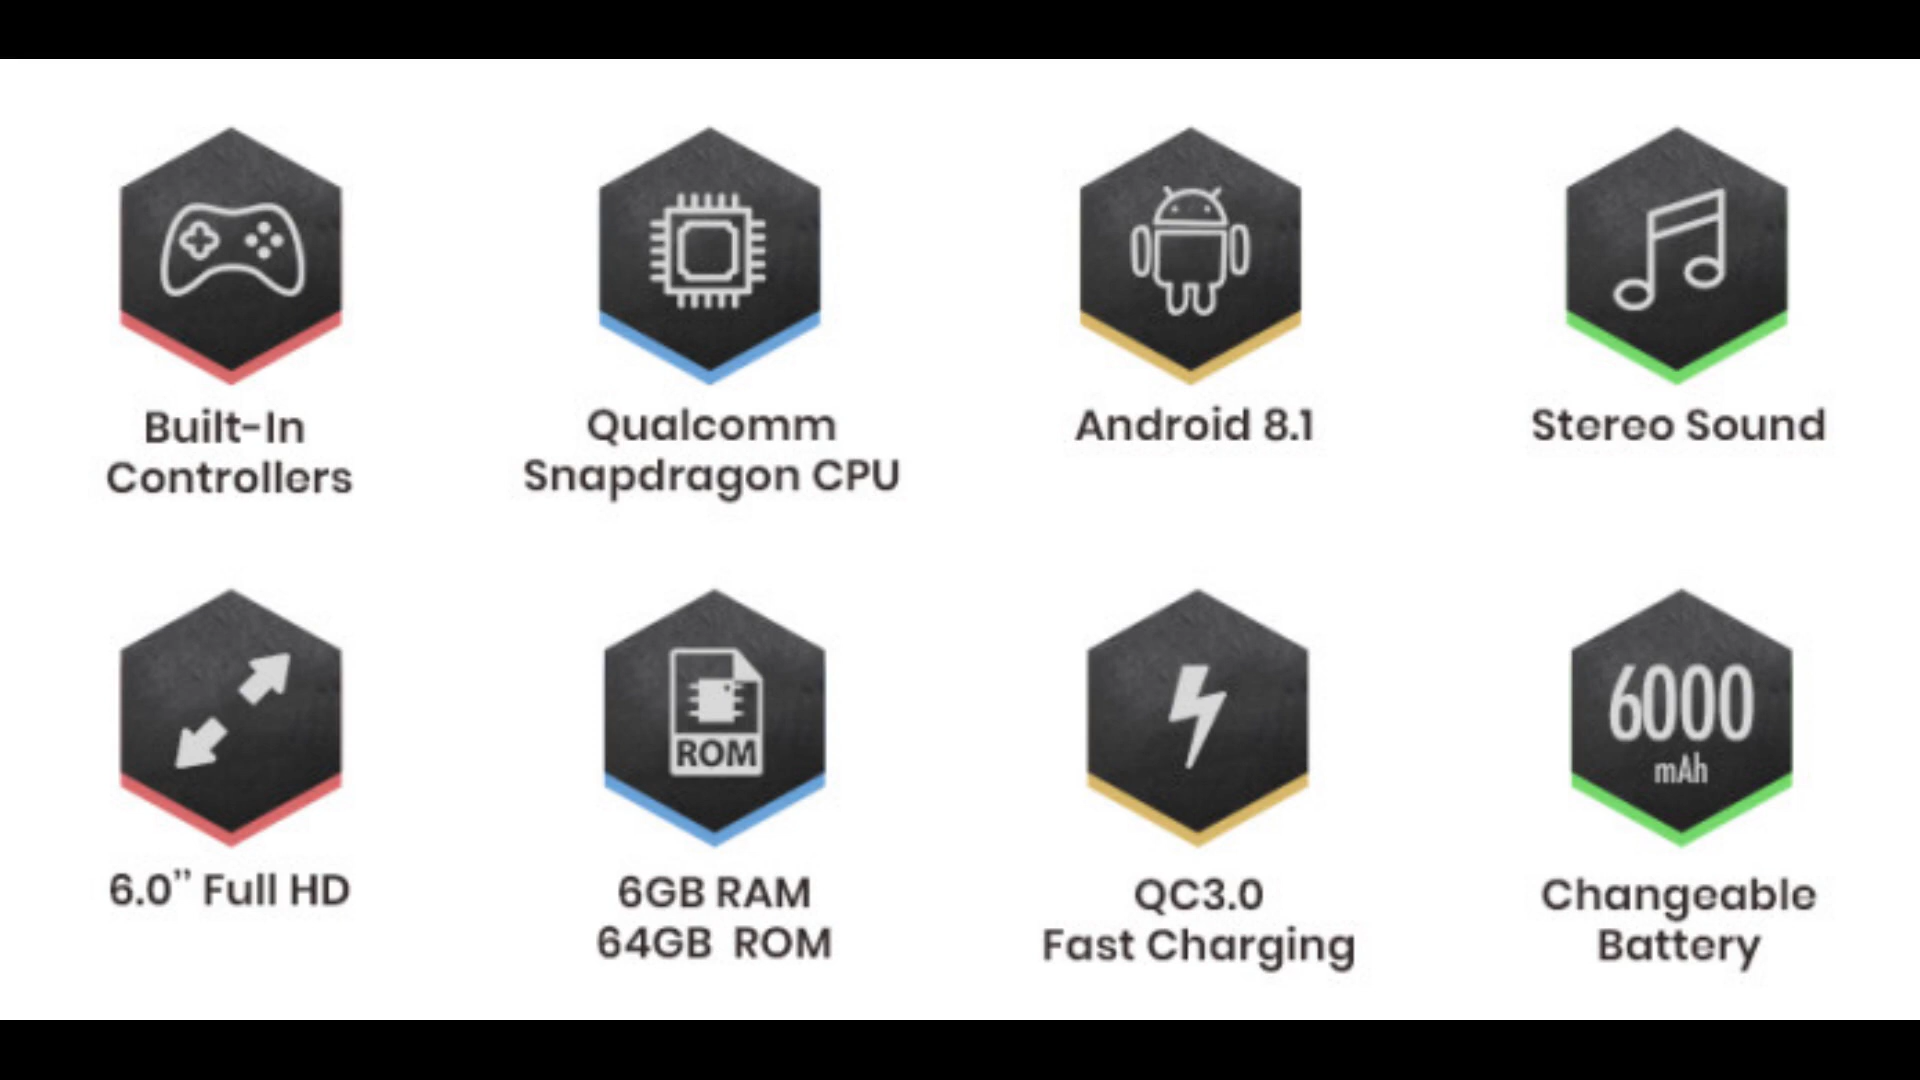 Built-In
Controllers
Qualcomm
Snapdragon CPU
Android 8.1
Stereo Sound
6.0” Full HD
ROM
6GB RAM
64GB  ROM
QC3.0
Fast Charging
6000
mAh
Changeable
Battery